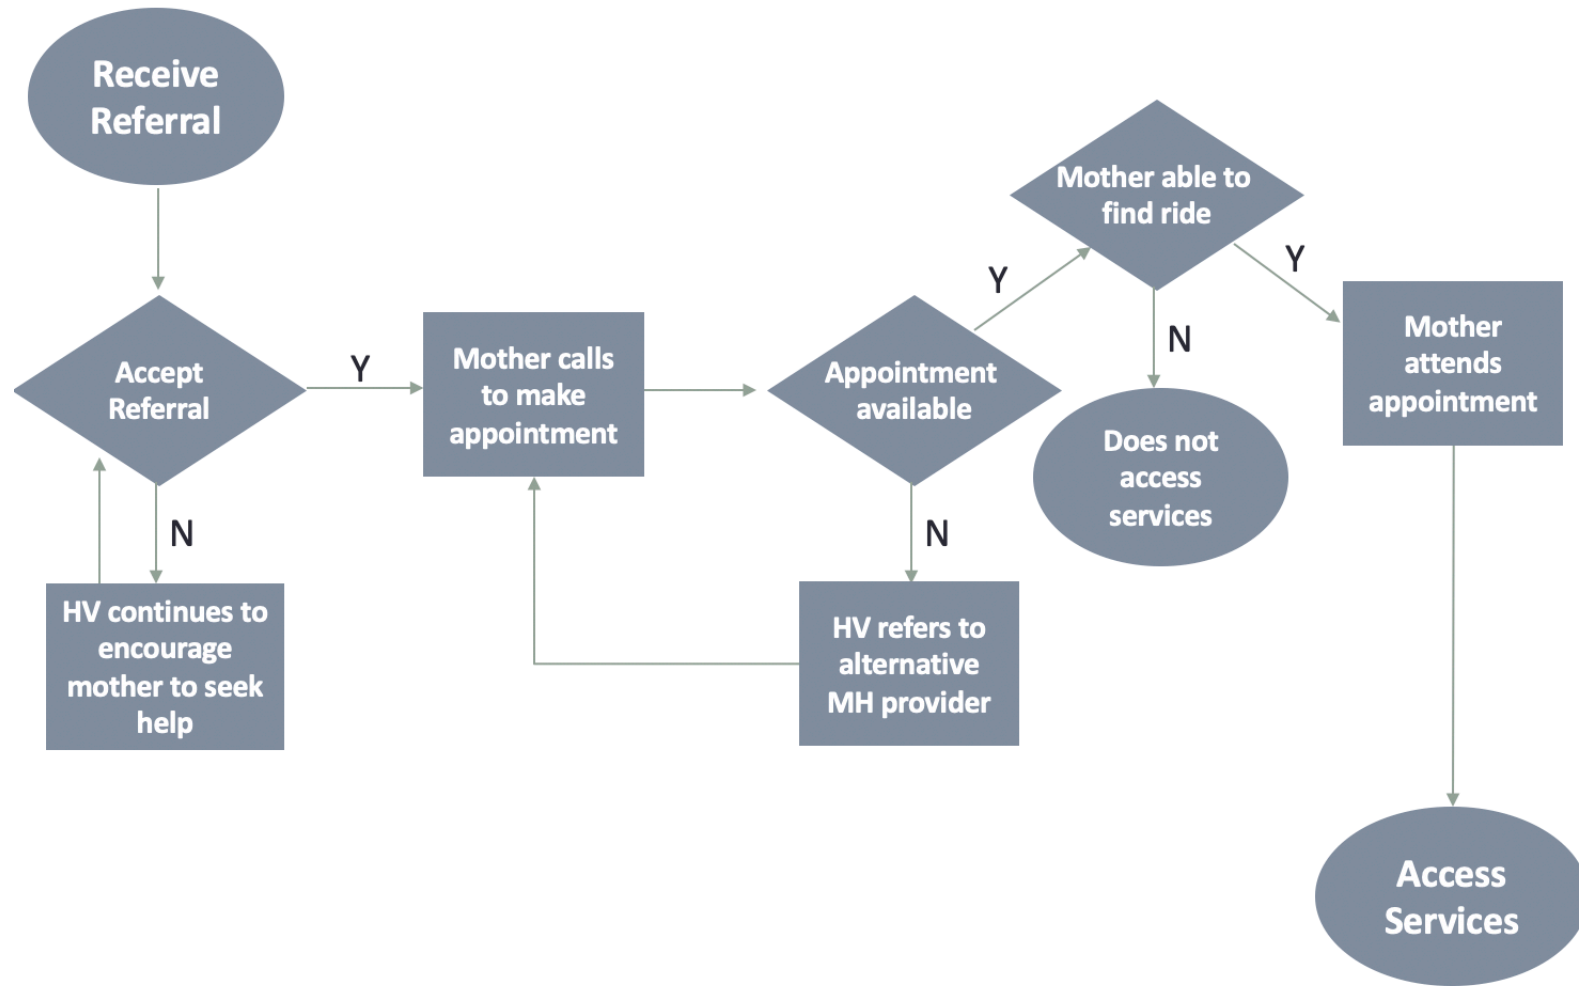 Receive
Referral
Accept
Referral
Y
N
HV continues to
encourage
mother to seek
help
Mother calls
to make
appointment
Appointment
available
Y
N
HV refers to
alternative
MH provider
Mother able to
find ride
N
Y
Does not
access
services
Mother
attends
appointment
Access
Services